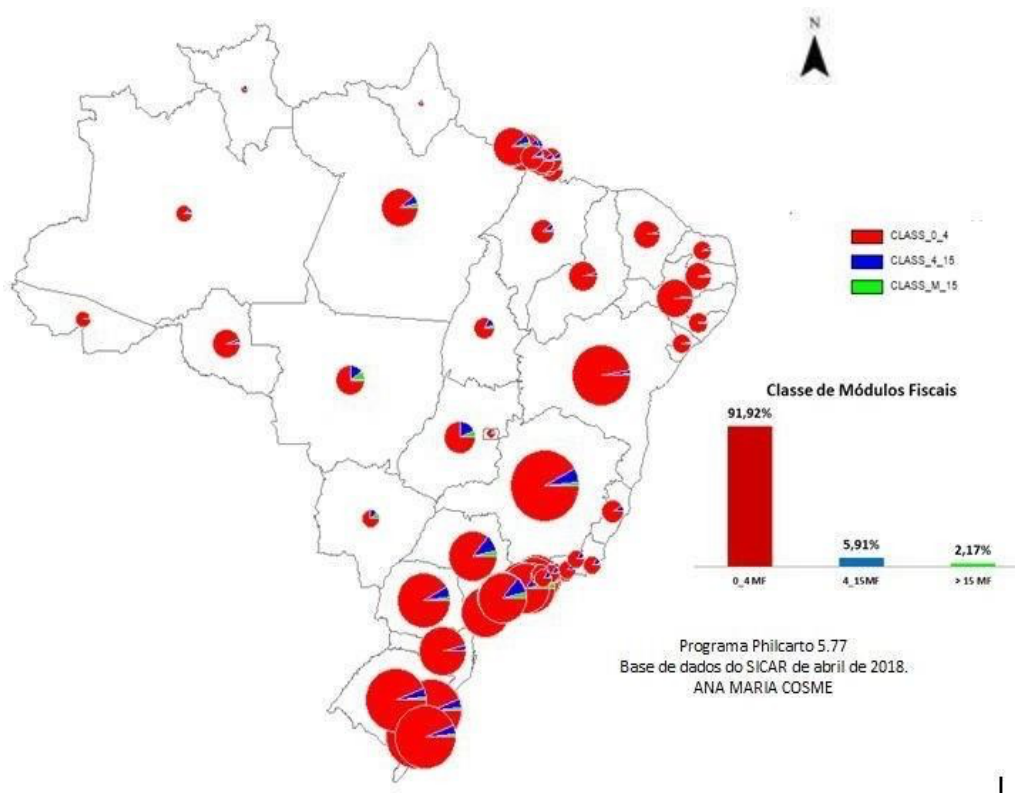 N
CLASS_0_4
CLASS_4_15
CLASS_M_15
Classe de Módulos Fiscais
91,92%
5,91%
2,17%
0_4 MF
4_15MF
> 15 MF
Programa Philcarto 5.77
Base de dados do SICAR de abril de 2018.
ANA MARIA COSME